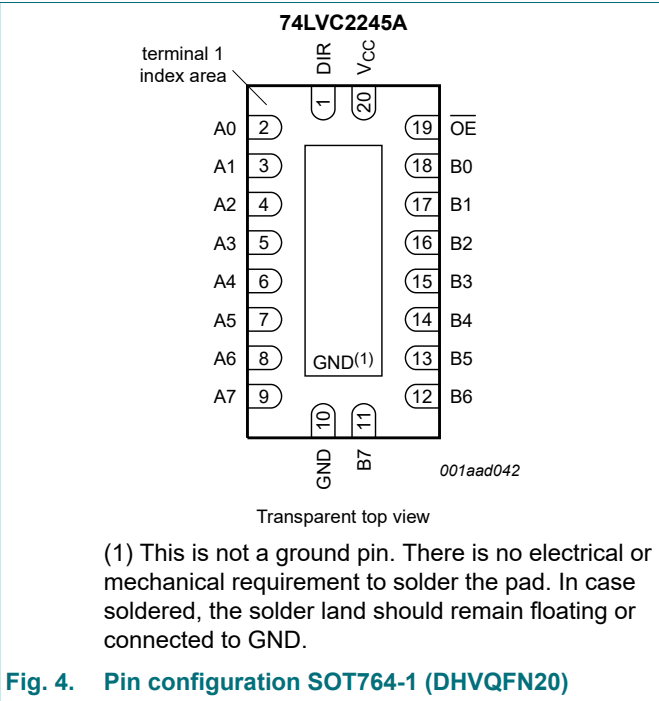 74LVC2245A
terminal 1
index area
DIR
VCC
1
20
A0 2 19 OE
A1 3 18 B0
A2 4 17 B1
A3 5 16 B2
A4 6 15 B3
A5 7 14 B4
A6 8 GND(1) 13 B5
A7 9 12 B6
10
11
GND
B7
001aad042
Transparent top view
(1) This is not a ground pin. There is no electrical or
mechanical requirement to solder the pad. In case
soldered, the solder land should remain floating or
connected to GND.
Fig. 4. Pin configuration SOT764-1 (DHVQFN20)